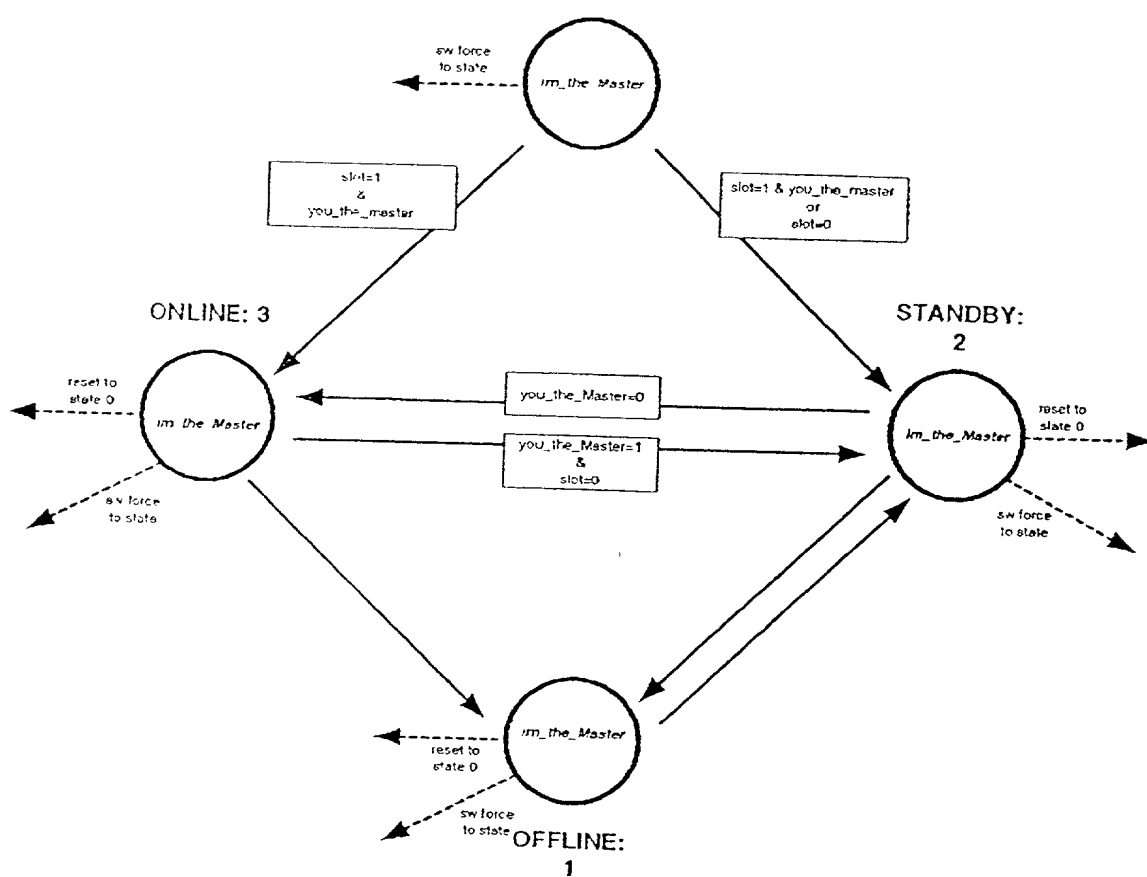 sw force
to state
im_the_Master
slot=1
&
you_the_master
slot=1 & you_the_master
or
slot=0
ONLINE: 3
STANDBY:
2
reset to
state 0
im_the_Master
sw force
to state
you_the_Master=0
you_the_Master=1
&
slot=0
im_the_Master
reset to
state 0
sw force
to state
im_the_Master
reset to
state 0
sw force
to state
OFFLINE:
1